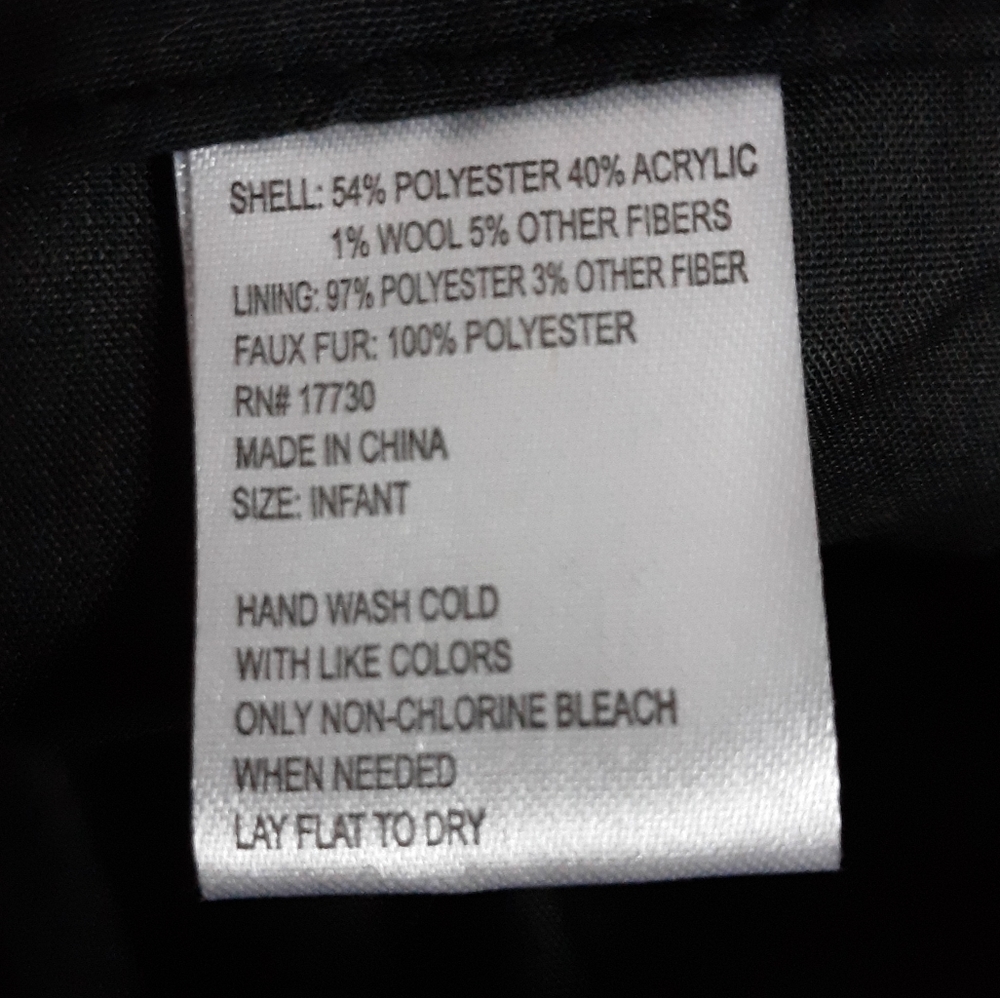 SHELL: 54% POLYESTER 40% ACRYLIC
1% WOOL 5% OTHER FIBERS
LINING: 97% POLYESTER 3% OTHER FIBER
FAUX FUR: 100% POLYESTER
RN# 17730
MADE IN CHINA
SIZE: INFANT
HAND WASH COLD
WITH LIKE COLORS
ONLY NON-CHLORINE BLEACH
WHEN NEEDED
LAY FLAT TO DRY